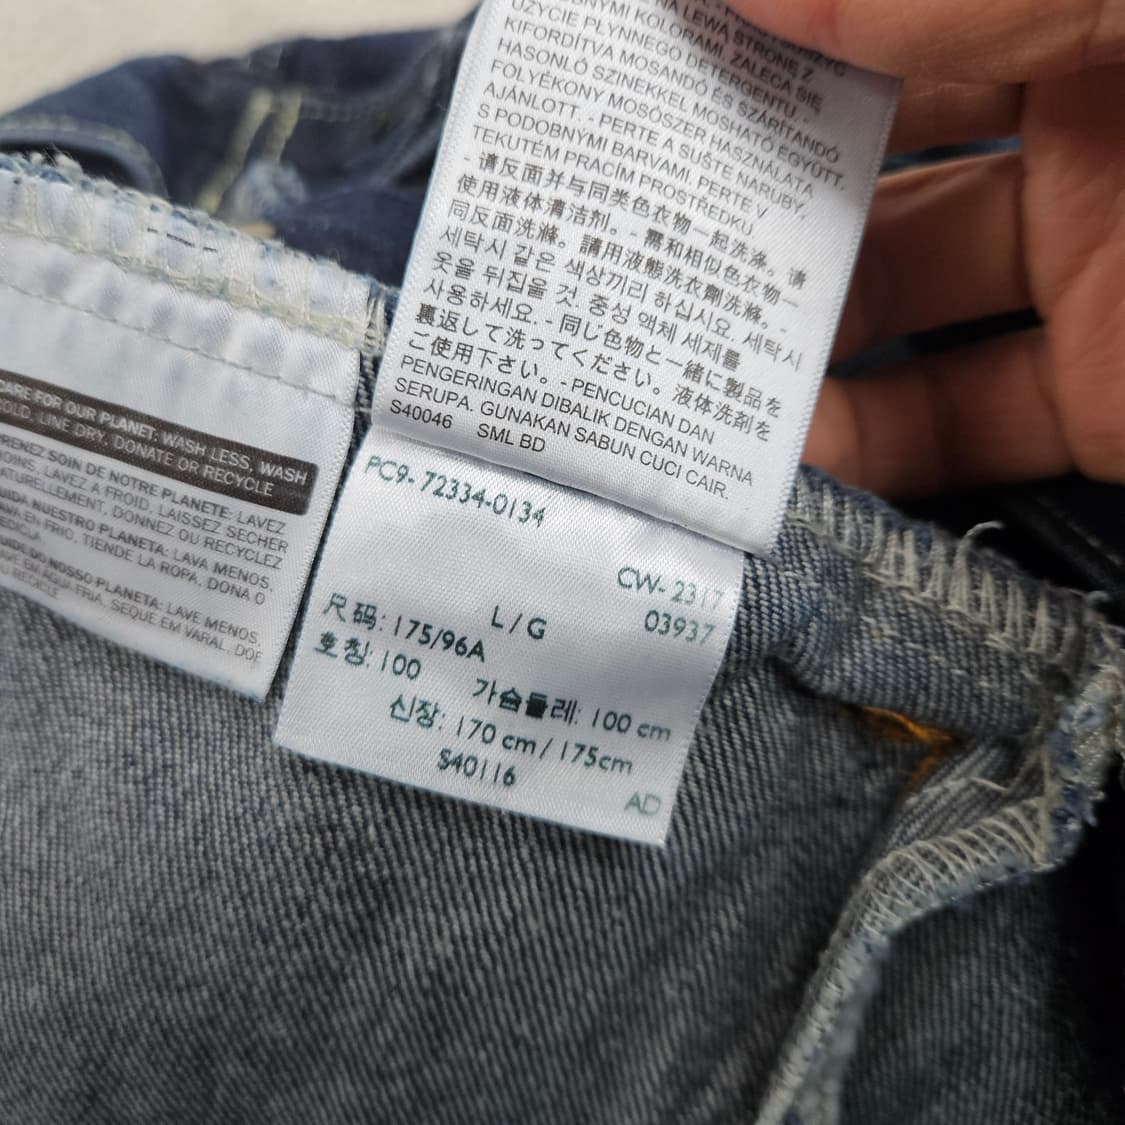 UŻYCIE PŁYNNEGO DETERGENTU -
KIFORDÍTVA MOSANDÓ ÉS SZÁRÍTANDÓ
HASONLÓ SZINEKKEL MOSHATÓ EGYÜTT.
FOLYÉKONY MOSÓSZER HASZNÁLATA
AJÁNLOTT. - PERTE A SUŠTE NARUBY,
S PODOBNÝMI BARVAMI, PERTE V
TEKUTÉM PRACÍM PROSTŘEDKU.
- 请反面并与同类色衣物一起洗涤。请
使用液体清洁剂。- 需和相似色衣物一
同反面洗滌。請用液態洗衣劑洗滌。-
세탁시 같은 색상끼리 하십시요. 세탁시
옷을 뒤집을 것. 중성 액체 세제를
사용하세요. - 同じ色物と一緒に製品を
裏返して洗ってください。液体洗剤を
ご使用下さい。- PENCUCIAN DAN
PENGERINGAN DIBALIK DENGAN WARNA
SERUPA. GUNAKAN SABUN CUCI CAIR.
S40046 SML BD
CARE FOR OUR PLANET: WASH LESS, WASH
COLD, LINE DRY, DONATE OR RECYCLE
PRENEZ SOIN DE NOTRE PLANETE: LAVEZ
MOINS, LAVEZ A FROID, LAISSEZ SECHER
NATURELLEMENT, DONNEZ OU RECYCLEZ
NUESTRO PLANETA: LAVA MENOS,
EN FRIO, TIENDE LA ROPA, DONA O
DO NOSSO PLANETA: LAVE MENOS,
EM AGUA FRIA, SEQUE EM VARAL, DOE
RECYCLE
PC9-72334-0134
CW-2317
L/G 03937
尺码: 175/96A
호칭: 100
가슴둘레: 100 cm
신장: 170 cm / 175cm
S40116
AD